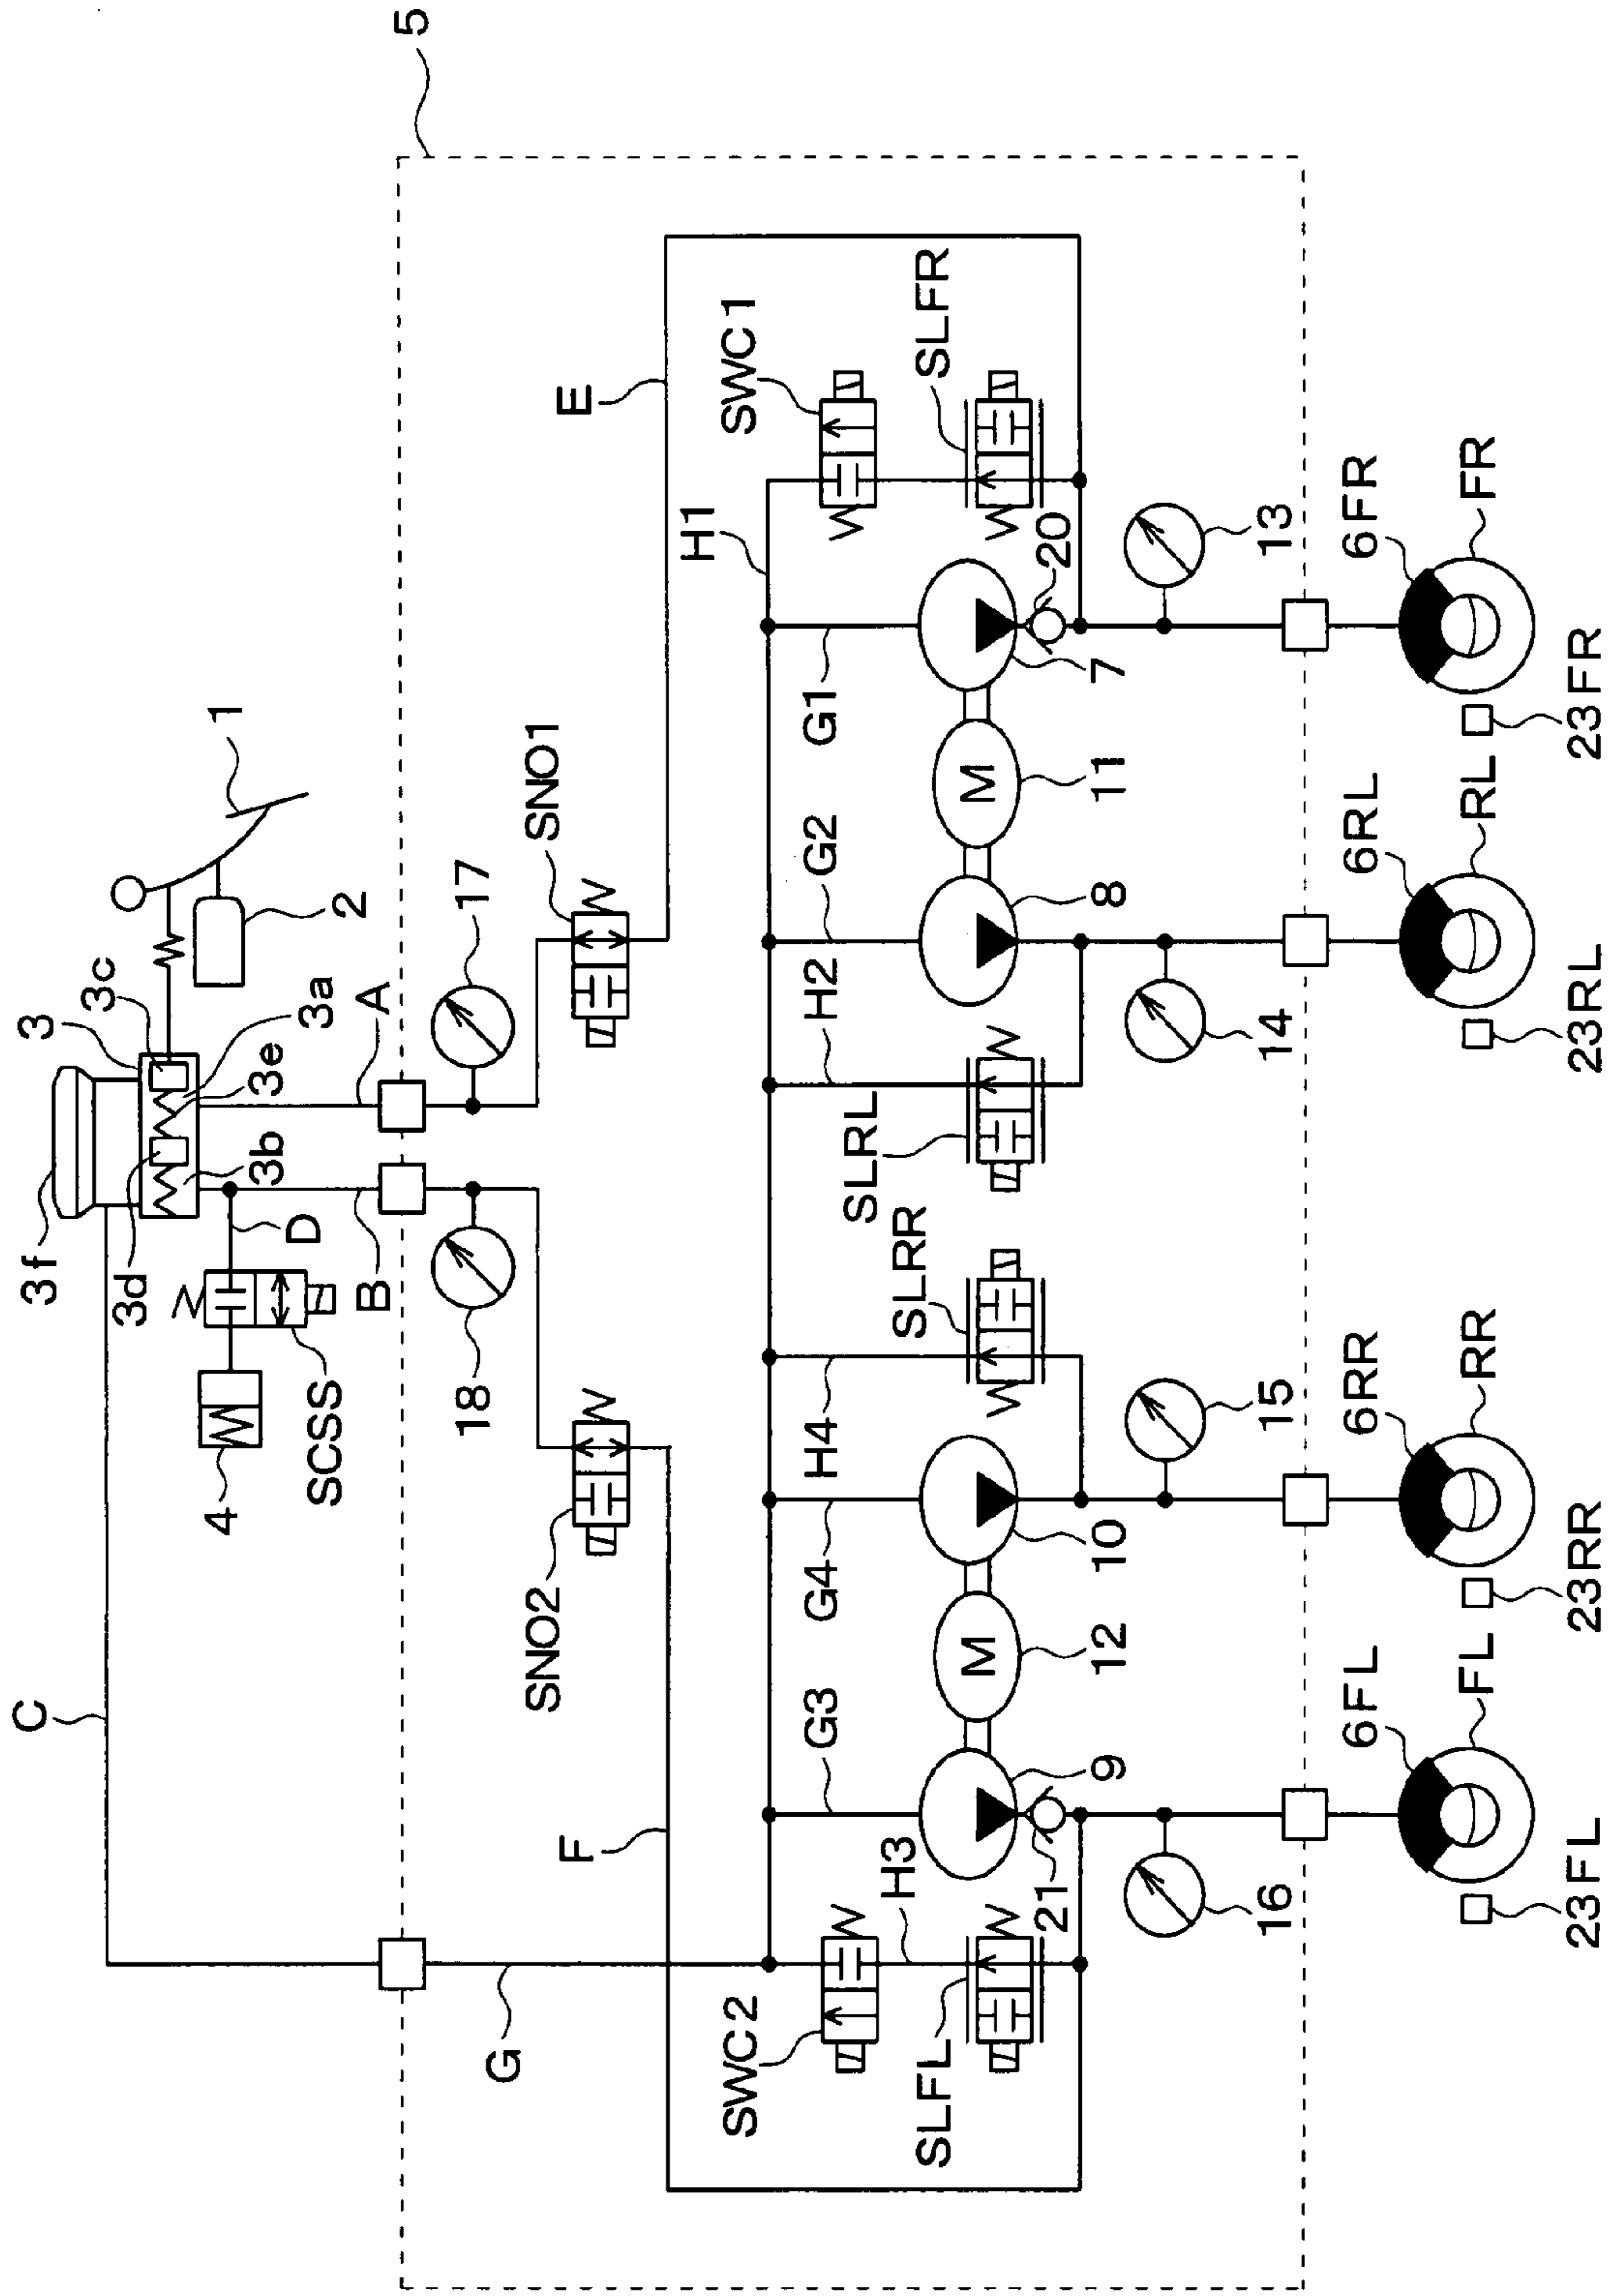 C
3f
3
3d
3c
3b
3e
3a
D
B
A
4
SCSS
2
1
5
G
18
17
SNO2
SNO1
F
E
SWC2
SLFL
H3
G3
G4
H4
SLRR
SLRL
H2
G2
G1
H1
SWC1
SLFR
M
M
21
9
12
10
8
11
7
20
16
15
14
13
6FL
6RR
6RL
6FR
FL
RR
RL
FR
23FL
23RR
23RL
23FR